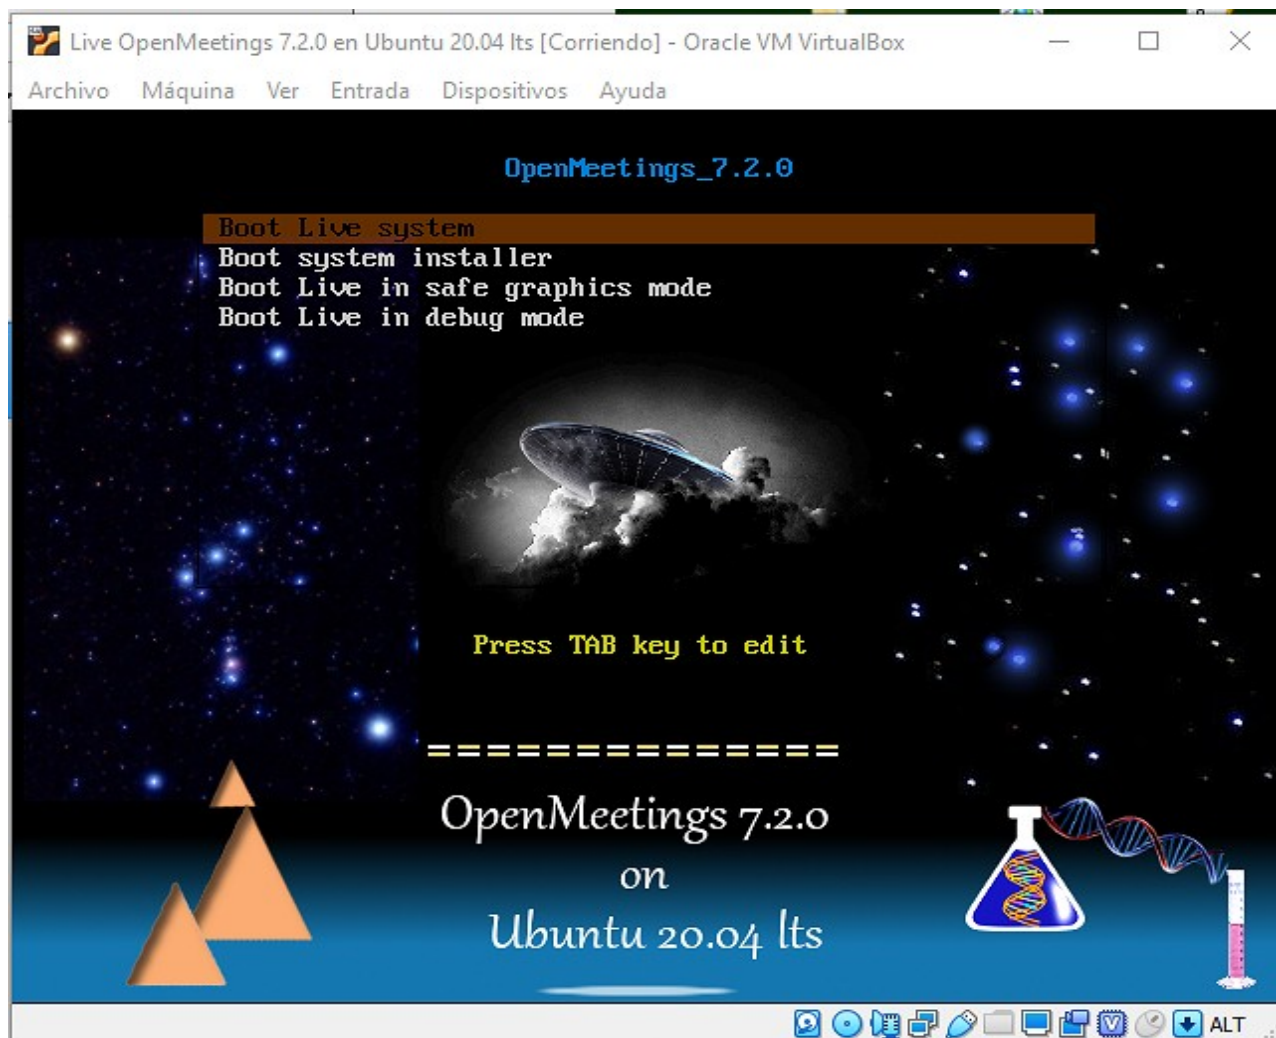 Live OpenMeetings 7.2.0 en Ubuntu 20.04 lts [Corriendo] - Oracle VM VirtualBox
Archivo Máquina Ver Entrada Dispositivos Ayuda
OpenMeetings_7.2.0
Boot Live system
Boot system installer
Boot Live in safe graphics mode
Boot Live in debug mode
Press TAB key to edit
==============
OpenMeetings 7.2.0
on
Ubuntu 20.04 lts
ALT